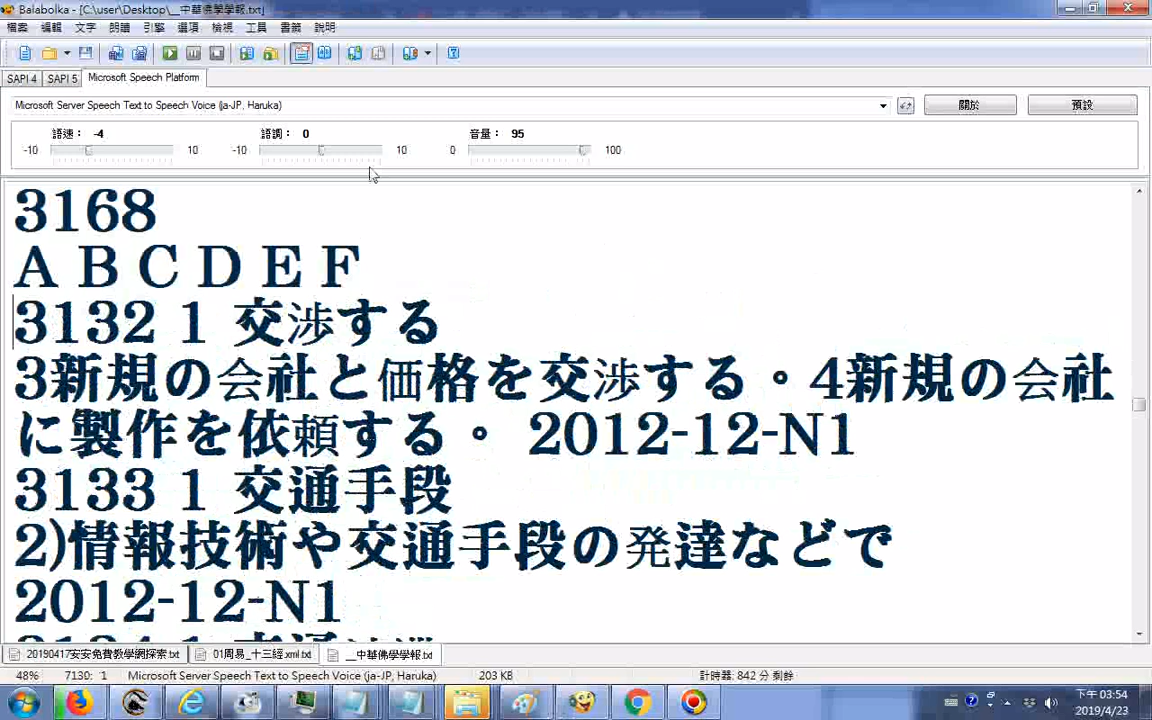 Balabolka - [C:\user\Desktop\__中華佛學學報.txt]
檔案 編輯 文字 朗讀 引擎 選項 檢視 工具 書籤 說明
SAPI 4 SAPI 5 Microsoft Speech Platform
Microsoft Server Speech Text to Speech Voice (ja-JP, Haruka) 關於 預設
語速： -4 語調： 0 音量： 95
-10 10 -10 10 0 100
3168
A B C D E F
3132 1 交渉する
3新規の会社と価格を交渉する。4新規の会社
に製作を依頼する。 2012-12-N1
3133 1 交通手段
2)情報技術や交通手段の発達などで
2012-12-N1
20190417安安免費教學網探索.txt 01周易_十三經.xml.txt __中華佛學學報.txt
48% 7130: 1 Microsoft Server Speech Text to Speech Voice (ja-JP, Haruka) 203 KB 計時器: 842 分 剩餘
下午 03:54
2019/4/23